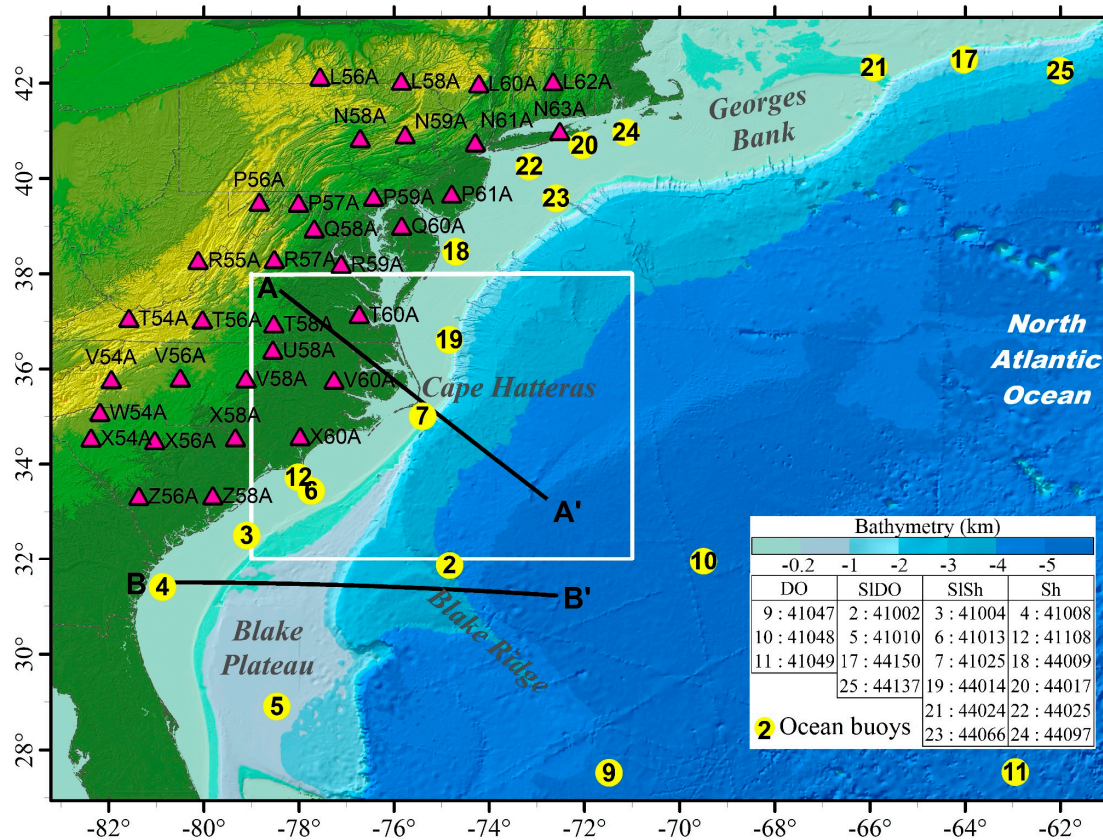 42°
40°
38°
36°
34°
32°
30°
28°
21
17
25
L56A
L58A
L60A
L62A
N58A
N59A
N61A
N63A
Georges
Bank
24
20
22
23
P56A
P57A
P59A
P61A
Q58A
Q60A
18
R55A
R57A
R59A
A
T54A
T56A
T58A
T60A
19
U58A
V54A
V56A
V58A
V60A
Cape Hatteras
North
Atlantic
Ocean
7
W54A
X54A
X56A
X58A
X60A
12
6
A'
Z56A
Z58A
3
2
10
B
4
B'
Blake
Plateau
Blake Ridge
5
9
11
Bathymetry (km)
-0.2 -1 -2 -3 -4 -5
DO SlDO SlSh Sh
9 : 41047 2 : 41002 3 : 41004 4 : 41008
10 : 41048 5 : 41010 6 : 41013 12 : 41108
11 : 41049 17 : 44150 7 : 41025 18 : 44009
25 : 44137 19 : 44014 20 : 44017
21 : 44024 22 : 44025
23 : 44066 24 : 44097
2 Ocean buoys
-82° -80° -78° -76° -74° -72° -70° -68° -66° -64° -62°